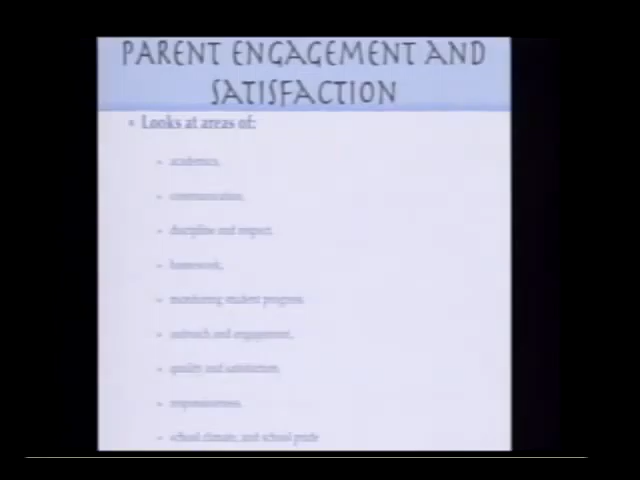 PARENT ENGAGEMENT AND
SATISFACTION
• Looks at areas of:
academics,
communication,
discipline and respect,
homework,
monitoring student progress
outreach and engagement,
quality and satisfaction,
responsiveness,
school climate, and school pride